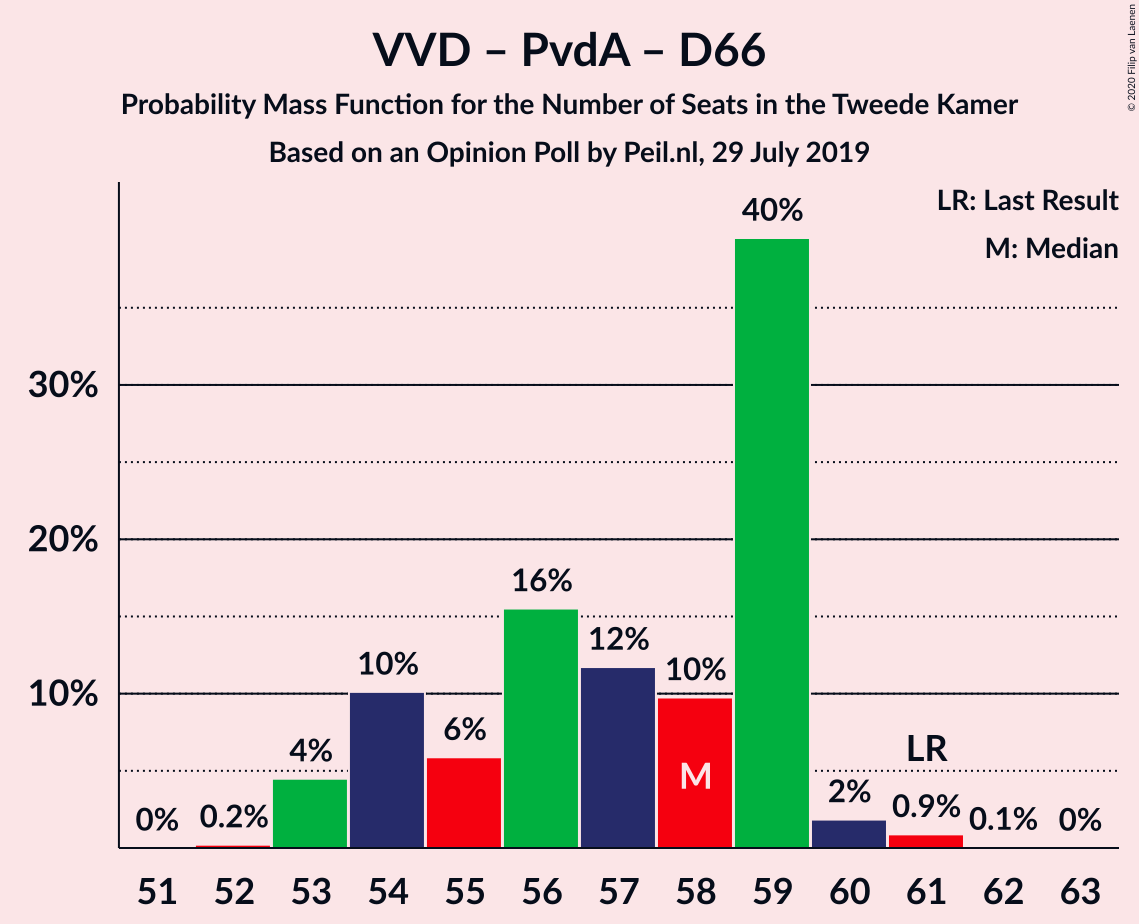 VVD – PvdA – D66
Probability Mass Function for the Number of Seats in the Tweede Kamer
Based on an Opinion Poll by Peil.nl, 29 July 2019
© 2020 Filip van Laenen
LR: Last Result
M: Median
30%
20%
10%
0%
0.2%
4%
10%
6%
16%
12%
10%
M
40%
2%
LR
0.9%
0.1%
0%
51 52 53 54 55 56 57 58 59 60 61 62 63